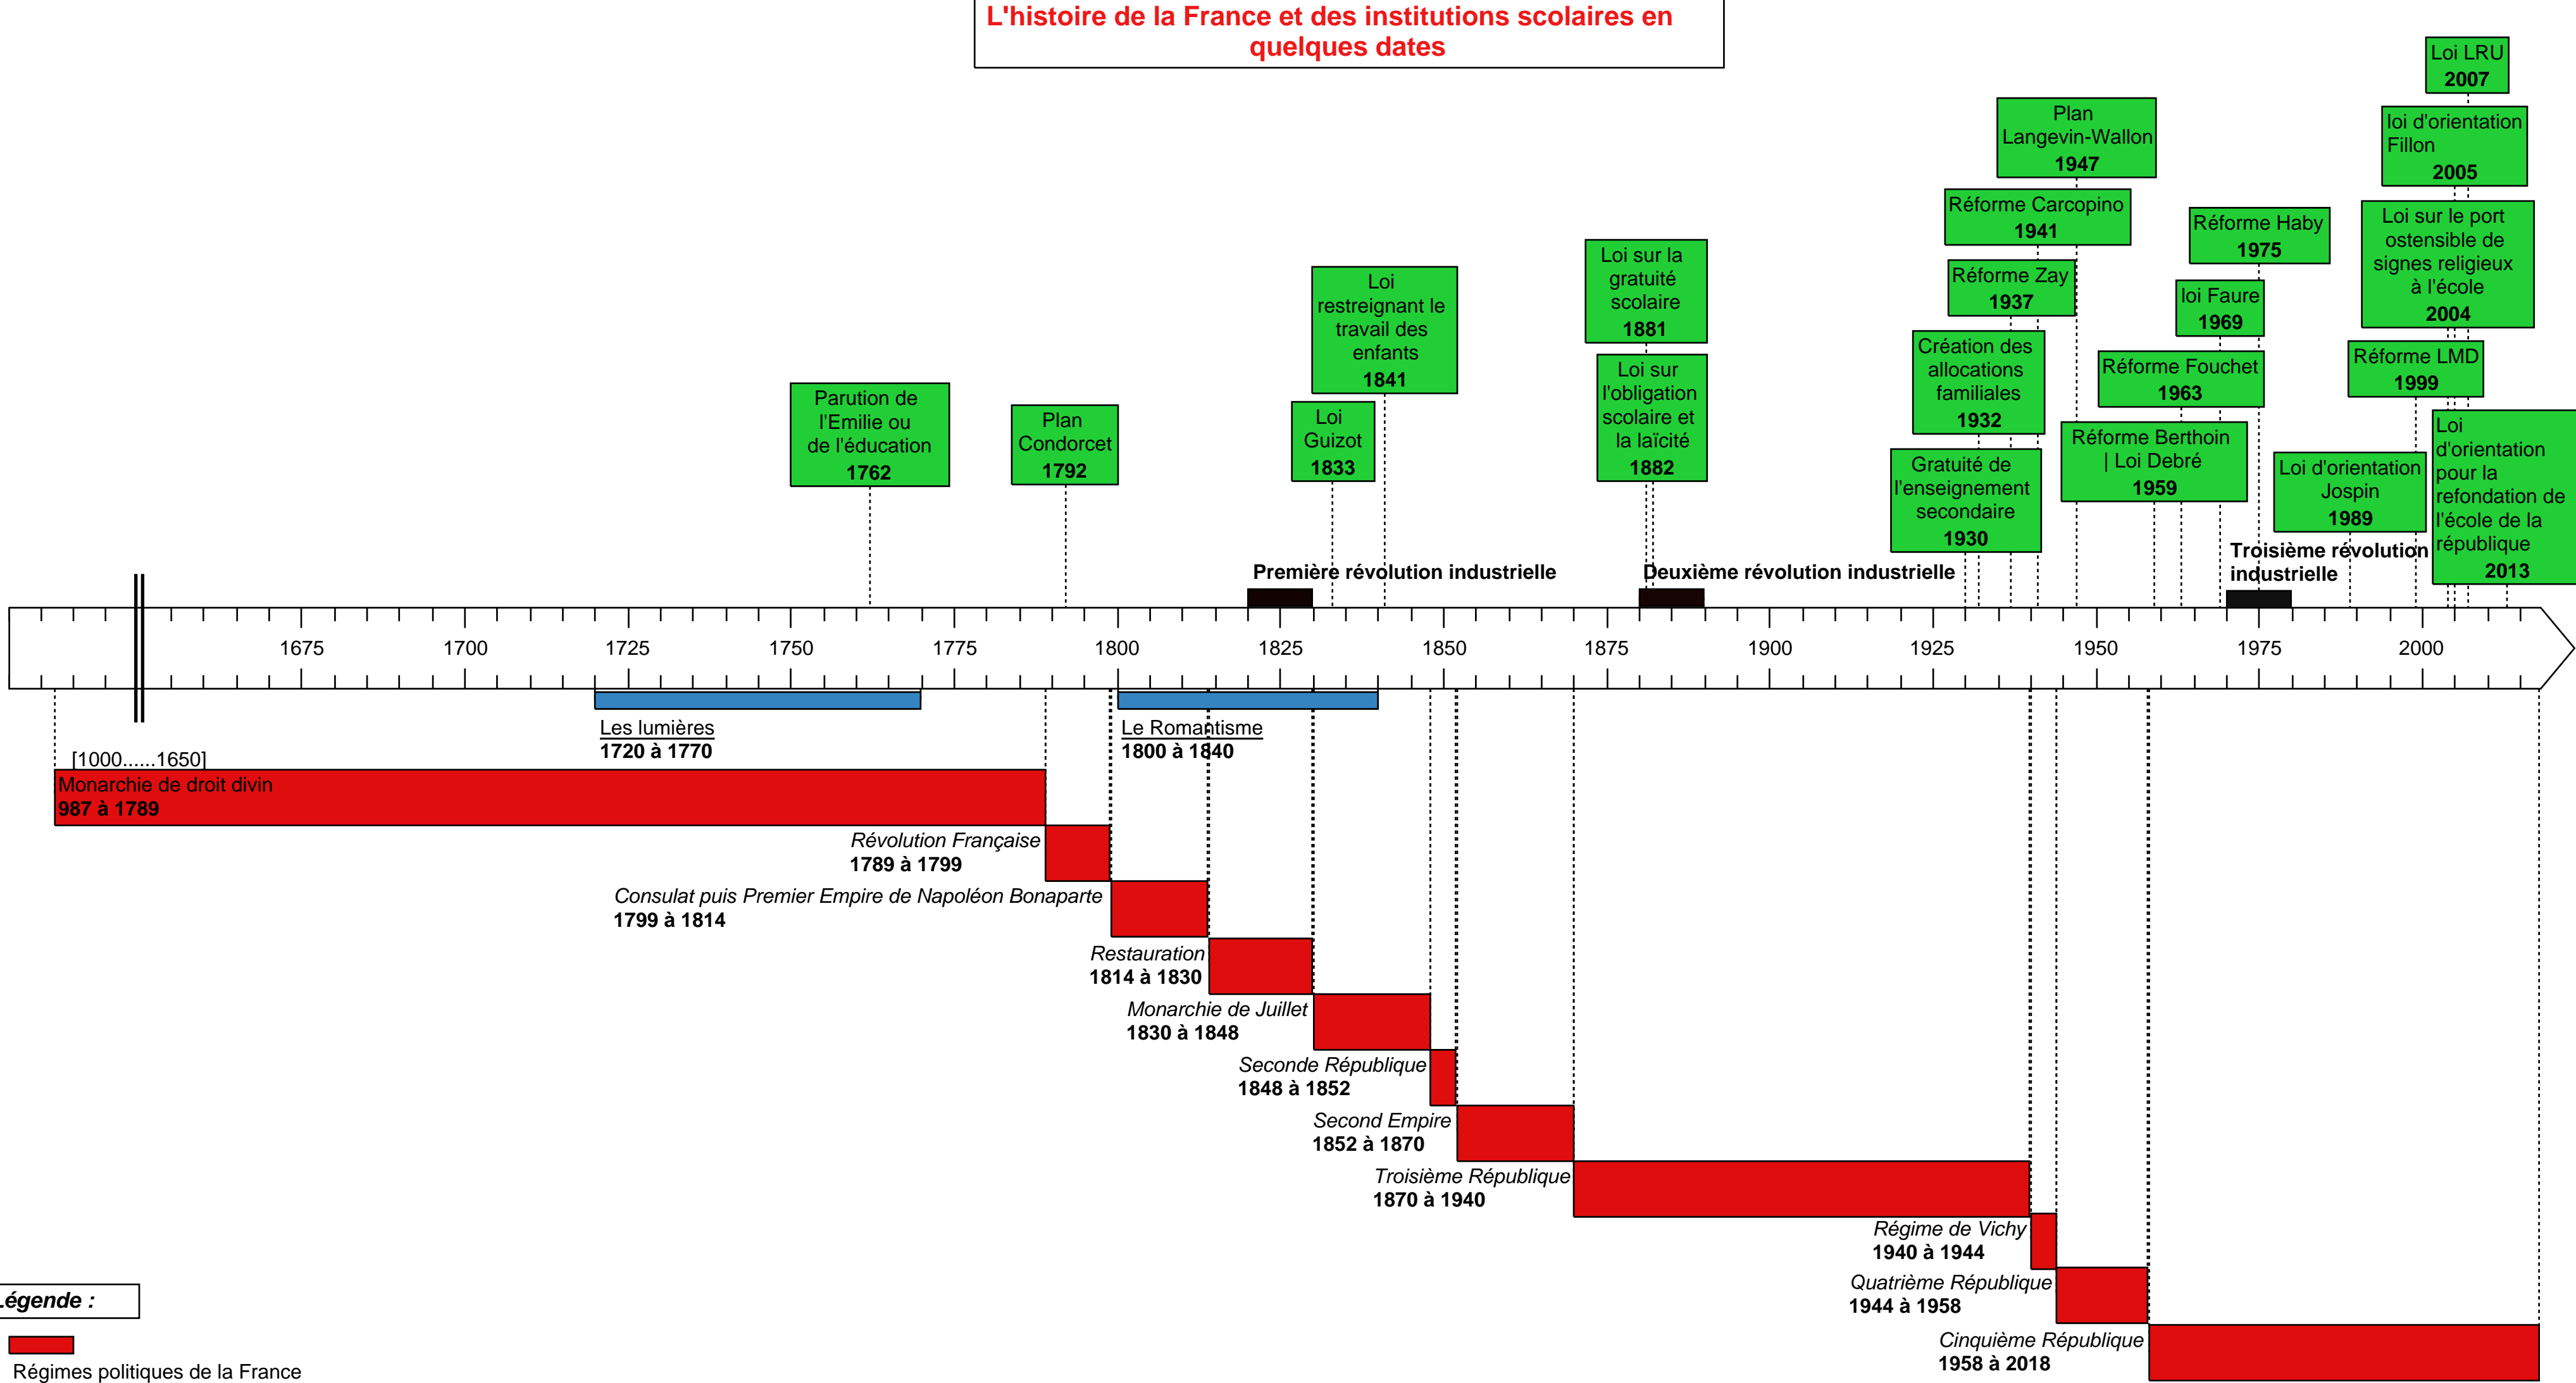 L'histoire de la France et des institutions scolaires en
quelques dates
Loi LRU
2007
loi d'orientation
Fillon
2005
Loi sur le port
ostensible de
signes religieux
à l'école
2004
Réforme LMD
1999
Loi
d'orientation
pour la
refondation de
l'école de la
république
2013
Loi d'orientation
Jospin
1989
Plan
Langevin-Wallon
1947
Réforme Carcopino
1941
Réforme Zay
1937
Création des
allocations
familiales
1932
Gratuité de
l'enseignement
secondaire
1930
Réforme Haby
1975
loi Faure
1969
Réforme Fouchet
1963
Réforme Berthoin
| Loi Debré
1959
Loi sur la
gratuité
scolaire
1881
Loi sur
l'obligation
scolaire et
la laïcité
1882
Loi
restreignant le
travail des
enfants
1841
Loi
Guizot
1833
Parution de
l'Emilie ou
de l'éducation
1762
Plan
Condorcet
1792
Première révolution industrielle
Deuxième révolution industrielle
Troisième révolution
industrielle
1675
1700
1725
1750
1775
1800
1825
1850
1875
1900
1925
1950
1975
2000
Les lumières
1720 à 1770
Le Romantisme
1800 à 1840
[1000......1650]
Monarchie de droit divin
987 à 1789
Révolution Française
1789 à 1799
Consulat puis Premier Empire de Napoléon Bonaparte
1799 à 1814
Restauration
1814 à 1830
Monarchie de Juillet
1830 à 1848
Seconde République
1848 à 1852
Second Empire
1852 à 1870
Troisième République
1870 à 1940
Régime de Vichy
1940 à 1944
Quatrième République
1944 à 1958
Cinquième République
1958 à 2018
Légende :
Régimes politiques de la France